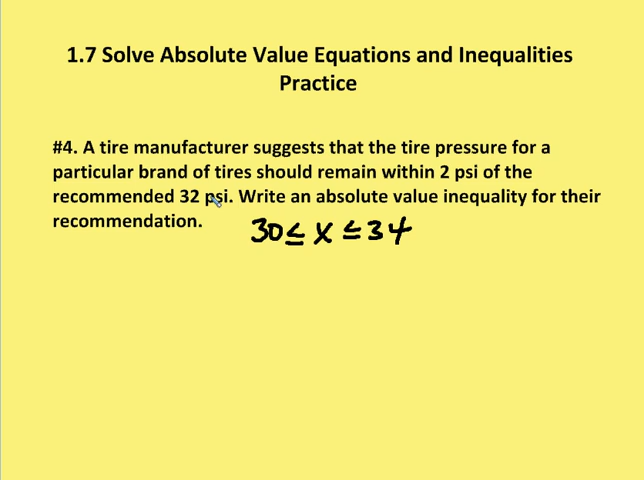 1.7 Solve Absolute Value Equations and Inequalities
Practice
#4. A tire manufacturer suggests that the tire pressure for a
particular brand of tires should remain within 2 psi of the
recommended 32 psi. Write an absolute value inequality for their
recommendation.
30 ≤ x ≤ 34